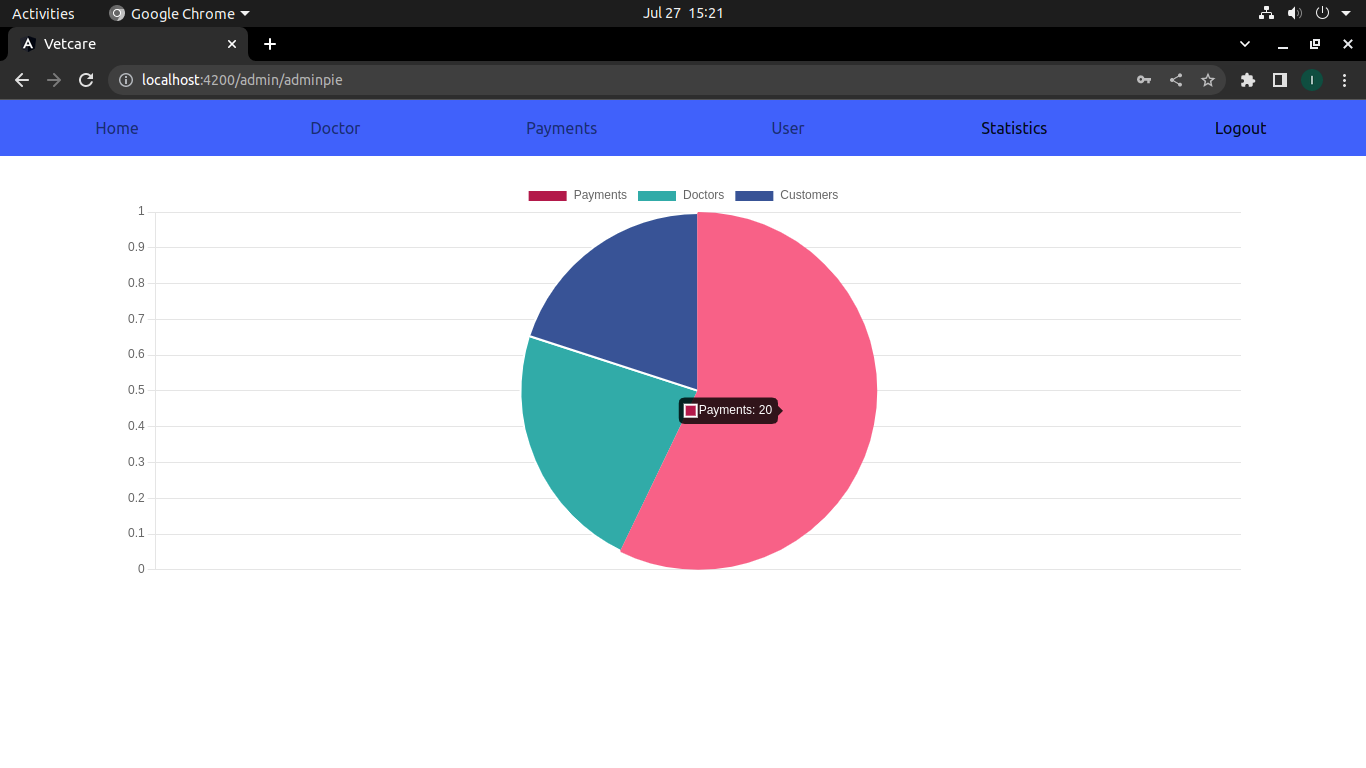 Activities Google Chrome Jul 27 15:21
Vetcare
localhost:4200/admin/adminpie I
Home Doctor Payments User Statistics Logout
Payments Doctors Customers
1
0.9
0.8
0.7
0.6
0.5
0.4
0.3
0.2
0.1
0
Payments: 20